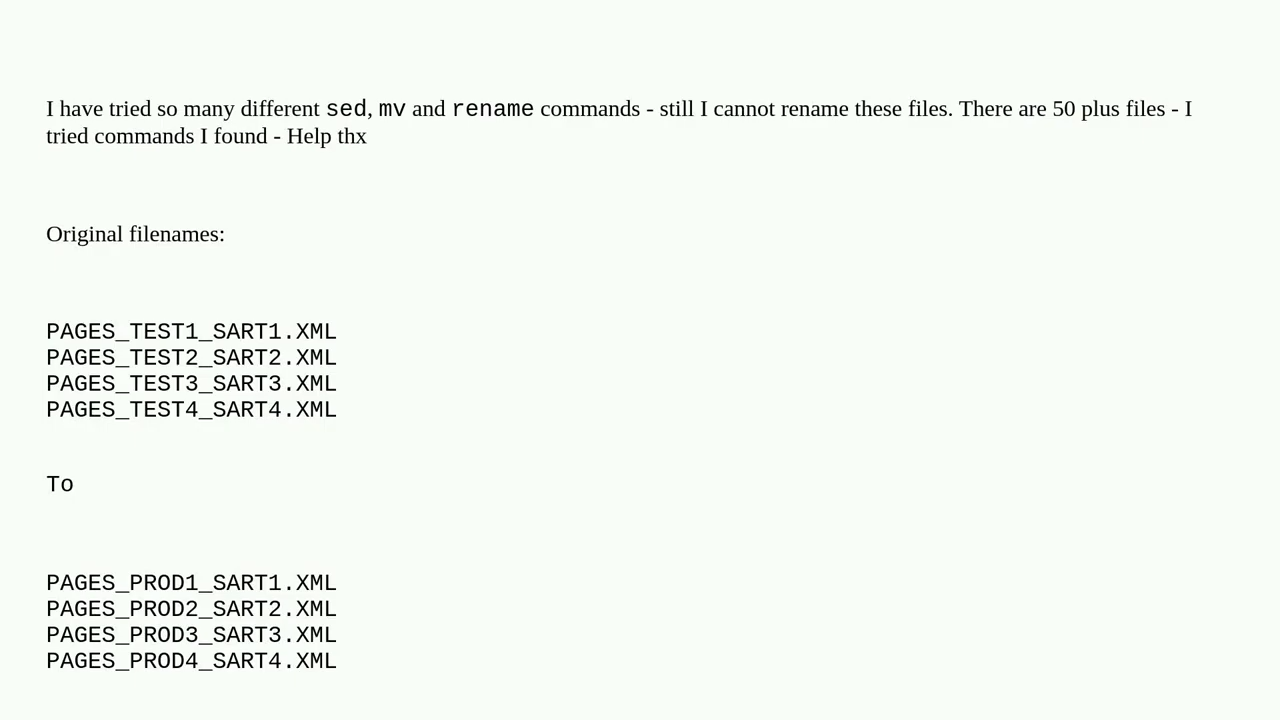 I have tried so many different sed, mv and rename commands - still I cannot rename these files. There are 50 plus files - I
tried commands I found - Help thx
Original filenames:
PAGES_TEST1_SART1.XML
PAGES_TEST2_SART2.XML
PAGES_TEST3_SART3.XML
PAGES_TEST4_SART4.XML
To
PAGES_PROD1_SART1.XML
PAGES_PROD2_SART2.XML
PAGES_PROD3_SART3.XML
PAGES_PROD4_SART4.XML